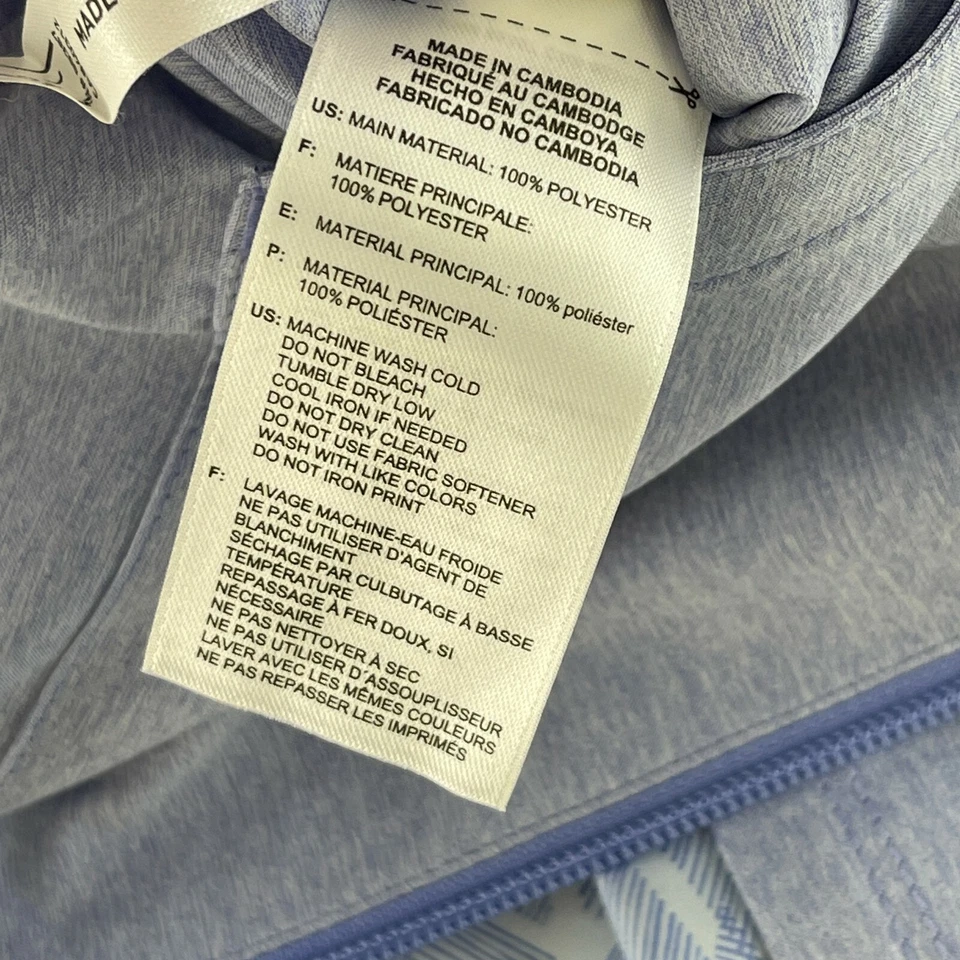 MADE
MADE IN CAMBODIA
FABRIQUÉ AU CAMBODGE
HECHO EN CAMBOYA
FABRICADO NO CAMBODIA
US: MAIN MATERIAL: 100% POLYESTER
F: MATIERE PRINCIPALE:
100% POLYESTER
E: MATERIAL PRINCIPAL: 100% poliéster
P: MATERIAL PRINCIPAL:
100% POLIÉSTER
US: MACHINE WASH COLD
DO NOT BLEACH
TUMBLE DRY LOW
COOL IRON IF NEEDED
DO NOT DRY CLEAN
DO NOT USE FABRIC SOFTENER
WASH WITH LIKE COLORS
DO NOT IRON PRINT
F: LAVAGE MACHINE-EAU FROIDE
NE PAS UTILISER D'AGENT DE
BLANCHIMENT
SÉCHAGE PAR CULBUTAGE À BASSE
TEMPÉRATURE
REPASSAGE À FER DOUX, SI
NÉCESSAIRE
NE PAS NETTOYER À SEC
NE PAS UTILISER D'ASSOUPLISSEUR
LAVER AVEC LES MÊMES COULEURS
NE PAS REPASSER LES IMPRIMÉS